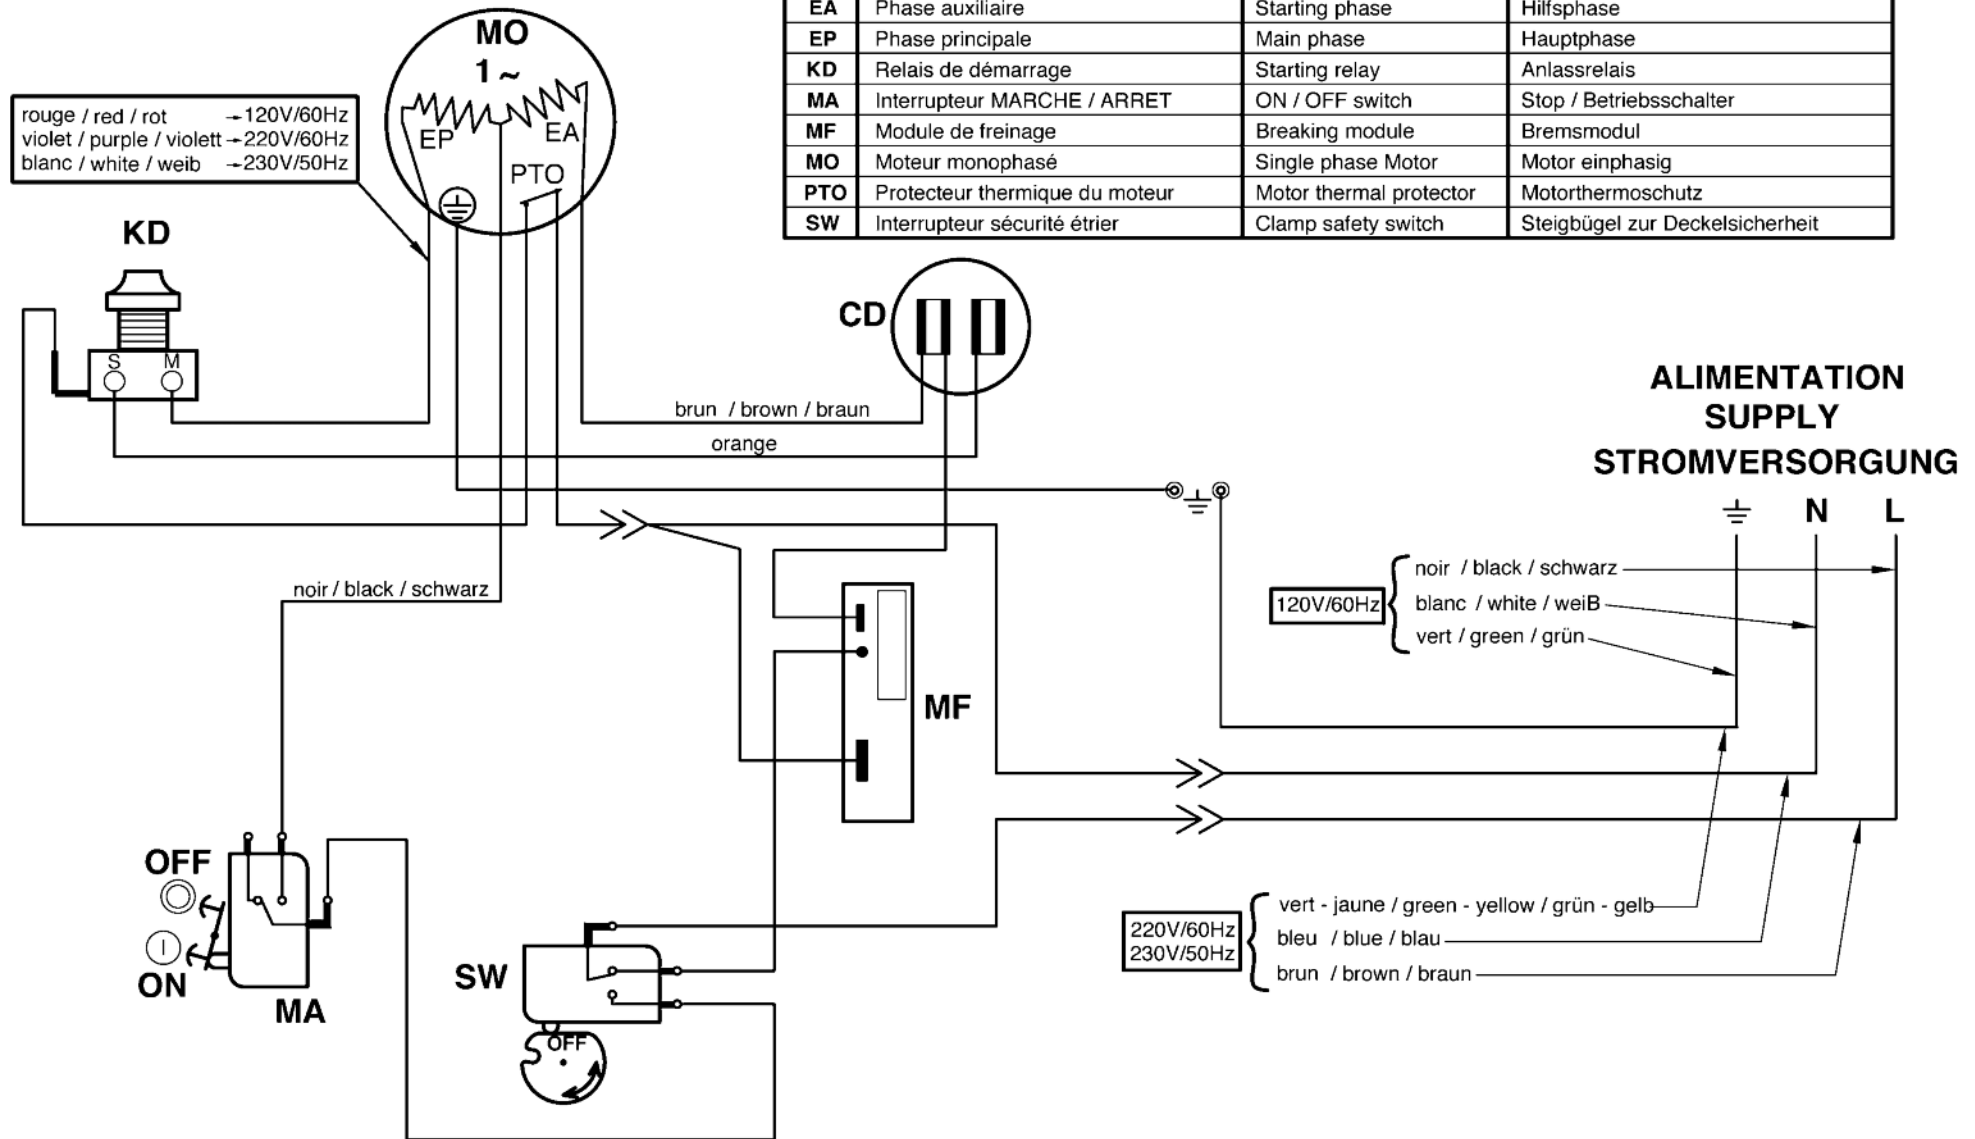 EA Phase auxiliaire Starting phase Hilfsphase
EP Phase principale Main phase Hauptphase
KD Relais de démarrage Starting relay Anlassrelais
MA Interrupteur MARCHE / ARRET ON / OFF switch Stop / Betriebsschalter
MF Module de freinage Breaking module Bremsmodul
MO Moteur monophasé Single phase Motor Motor einphasig
PTO Protecteur thermique du moteur Motor thermal protector Motorthermoschutz
SW Interrupteur sécurité étrier Clamp safety switch Steigbügel zur Deckelsicherheit
MO
1 ~
EP
EA
PTO
rouge / red / rot → 120V/60Hz
violet / purple / violett → 220V/60Hz
blanc / white / weib → 230V/50Hz
KD
S M
CD
brun / brown / braun
orange
noir / black / schwarz
ALIMENTATION
SUPPLY
STROMVERSORGUNG
N L
120V/60Hz
noir / black / schwarz
blanc / white / weiB
vert / green / grün
MF
OFF
I
ON
MA
SW
OFF
220V/60Hz
230V/50Hz
vert - jaune / green - yellow / grün - gelb
bleu / blue / blau
brun / brown / braun